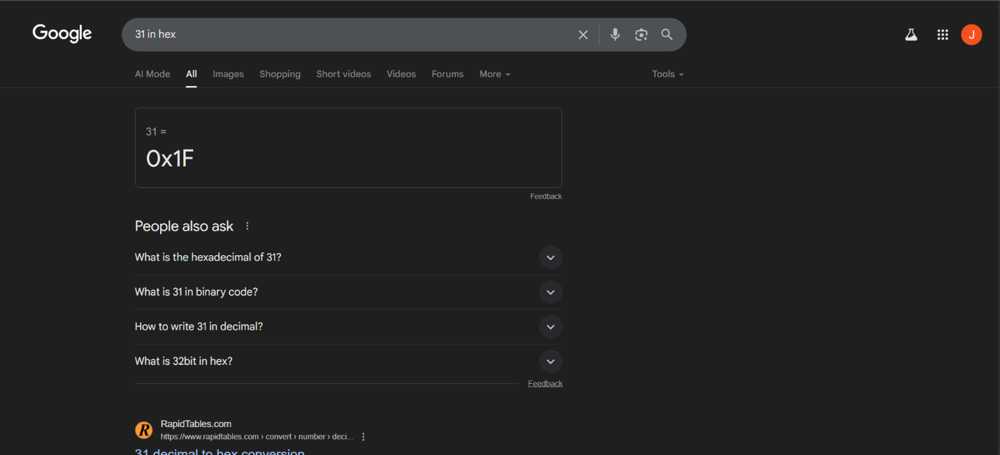 Google
31 in hex
J
AI Mode All Images Shopping Short videos Videos Forums More Tools
31 =
0x1F
Feedback
People also ask
What is the hexadecimal of 31?
What is 31 in binary code?
How to write 31 in decimal?
What is 32bit in hex?
Feedback
R
RapidTables.com
https://www.rapidtables.com › convert › number › deci...
31 decimal to hex conversion